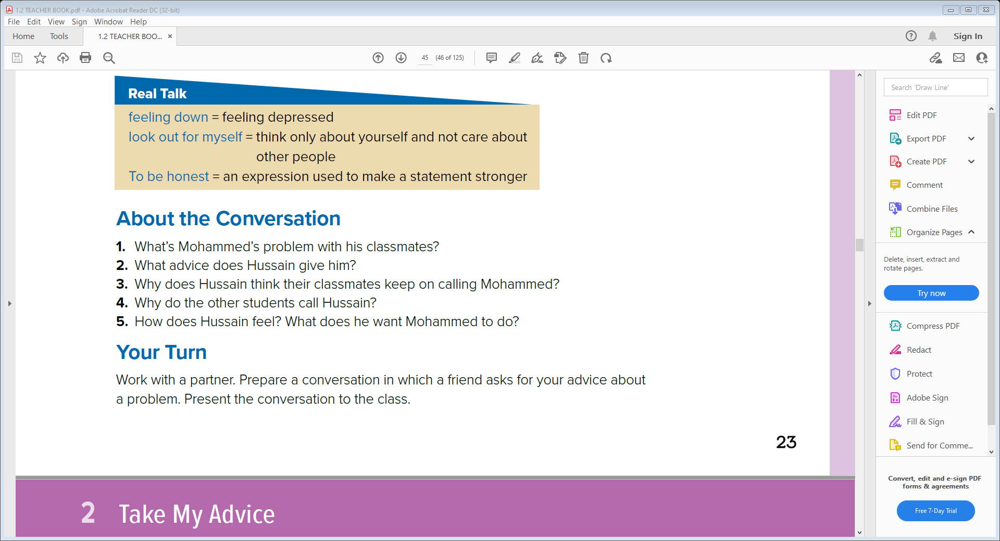 1.2 TEACHER BOOK.pdf - Adobe Acrobat Reader DC (32-bit)
File Edit View Sign Window Help
Home Tools 1.2 TEACHER BOO... ×
? Sign In
45 (46 of 125)
Real Talk
feeling down = feeling depressed
look out for myself = think only about yourself and not care about
other people
To be honest = an expression used to make a statement stronger
About the Conversation
1. What's Mohammed's problem with his classmates?
2. What advice does Hussain give him?
3. Why does Hussain think their classmates keep on calling Mohammed?
4. Why do the other students call Hussain?
5. How does Hussain feel? What does he want Mohammed to do?
Your Turn
Work with a partner. Prepare a conversation in which a friend asks for your advice about
a problem. Present the conversation to the class.
23
2 Take My Advice
Search 'Draw Line'
Edit PDF
Export PDF
Create PDF
Comment
Combine Files
Organize Pages
Delete, insert, extract and
rotate pages.
Try now
Compress PDF
Redact
Protect
Adobe Sign
Fill & Sign
Send for Comme...
Convert, edit and e-sign PDF
forms & agreements
Free 7-Day Trial